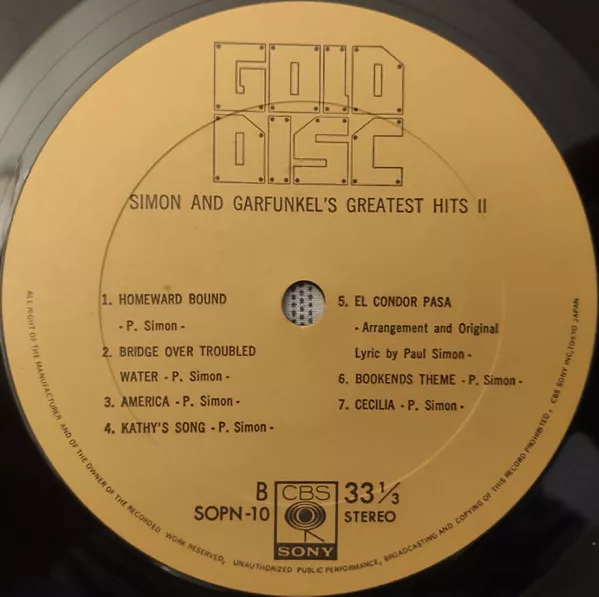 GOLD
DISC
SIMON AND GARFUNKEL'S GREATEST HITS II
1. HOMEWARD BOUND
- P. Simon -
2. BRIDGE OVER TROUBLED
WATER - P. Simon -
3. AMERICA - P. Simon -
4. KATHY'S SONG - P. Simon -
5. EL CONDOR PASA
- Arrangement and Original
Lyric by Paul Simon -
6. BOOKENDS THEME - P. Simon -
7. CECILIA - P. Simon -
B
SOPN-10
CBS
SONY
33 1/3
STEREO
ALL RIGHT OF THE MANUFACTURER AND OF THE OWNER OF THE RECORDED WORK RESERVED, UNAUTHORIZED PUBLIC PERFORMANCE, BROADCASTING AND COPYING OF THIS RECORD PROHIBITED, CBS SONY INC, TOKYO JAPAN.